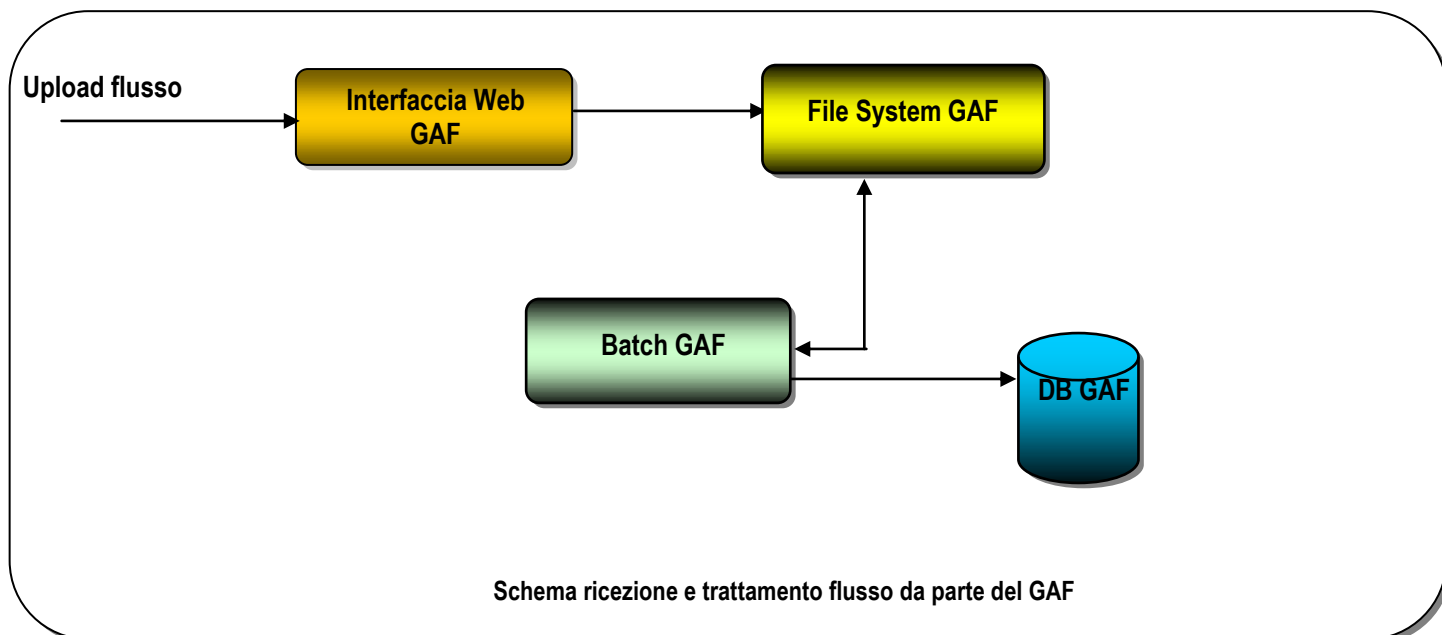 Upload flusso
Interfaccia Web
GAF
File System GAF
Batch GAF
DB GAF
Schema ricezione e trattamento flusso da parte del GAF